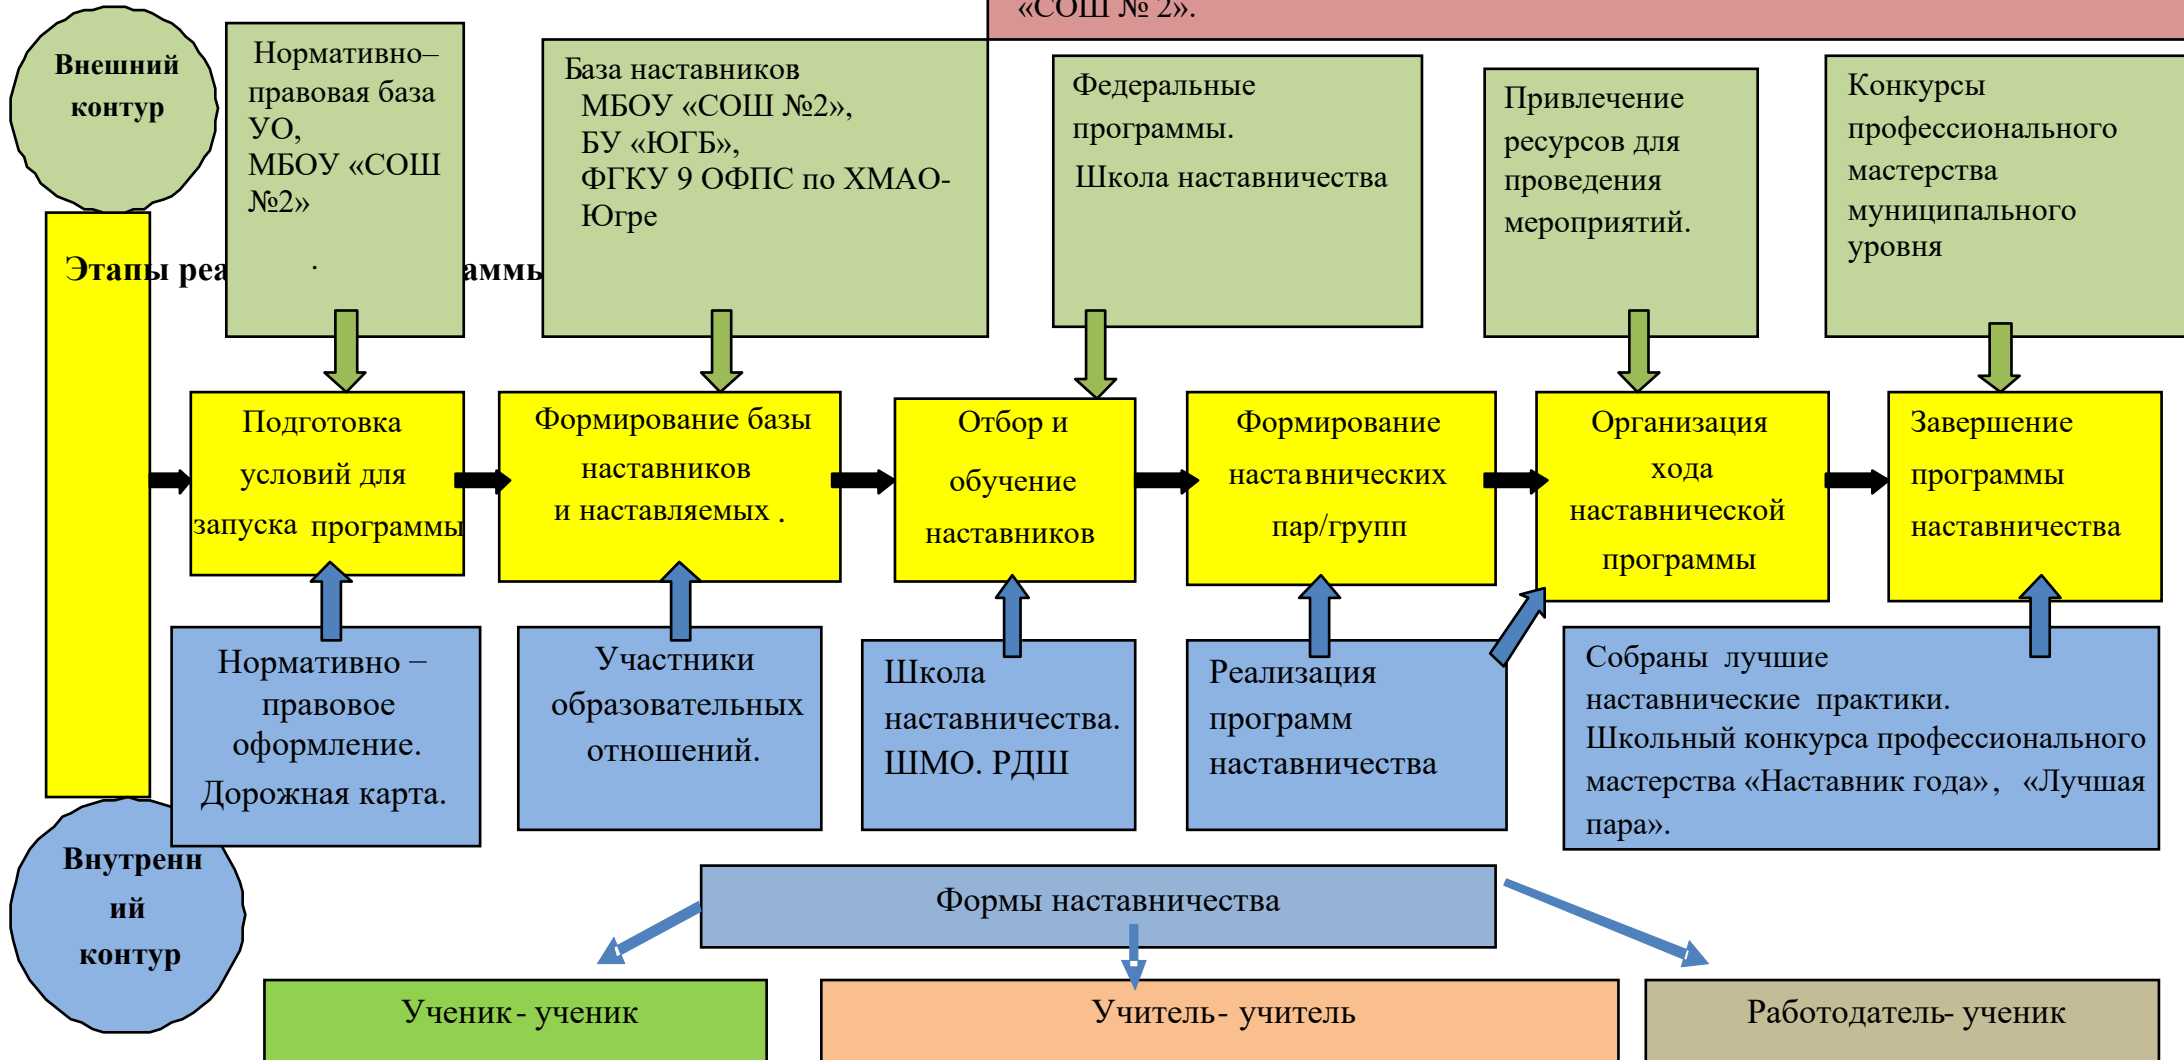 «СОШ № 2».
Внешний
контур
Нормативно–
правовая база
УО,
МБОУ «СОШ
№2»
.
База наставников
МБОУ «СОШ №2»,
БУ «ЮГБ»,
ФГКУ 9 ОФПС по ХМАО-
Югре
Федеральные
программы.
Школа наставничества
Привлечение
ресурсов для
проведения
мероприятий.
Конкурсы
профессионального
мастерства
муниципального
уровня
Этапы
Подготовка
условий для
запуска программы
Формирование базы
наставников
и наставляемых .
Отбор и
обучение
наставников
Формирование
наставнических
пар/групп
Организация
хода
наставнической
программы
Завершение
программы
наставничества
Нормативно –
правовое
оформление.
Дорожная карта.
Участники
образовательных
отношений.
Школа
наставничества.
ШМО. РДШ
Реализация
программ
наставничества
Собраны лучшие
наставнические практики.
Школьный конкурса профессионального
мастерства «Наставник года», «Лучшая
пара».
Внутренн
ий
контур
Формы наставничества
Ученик - ученик
Учитель - учитель
Работодатель- ученик